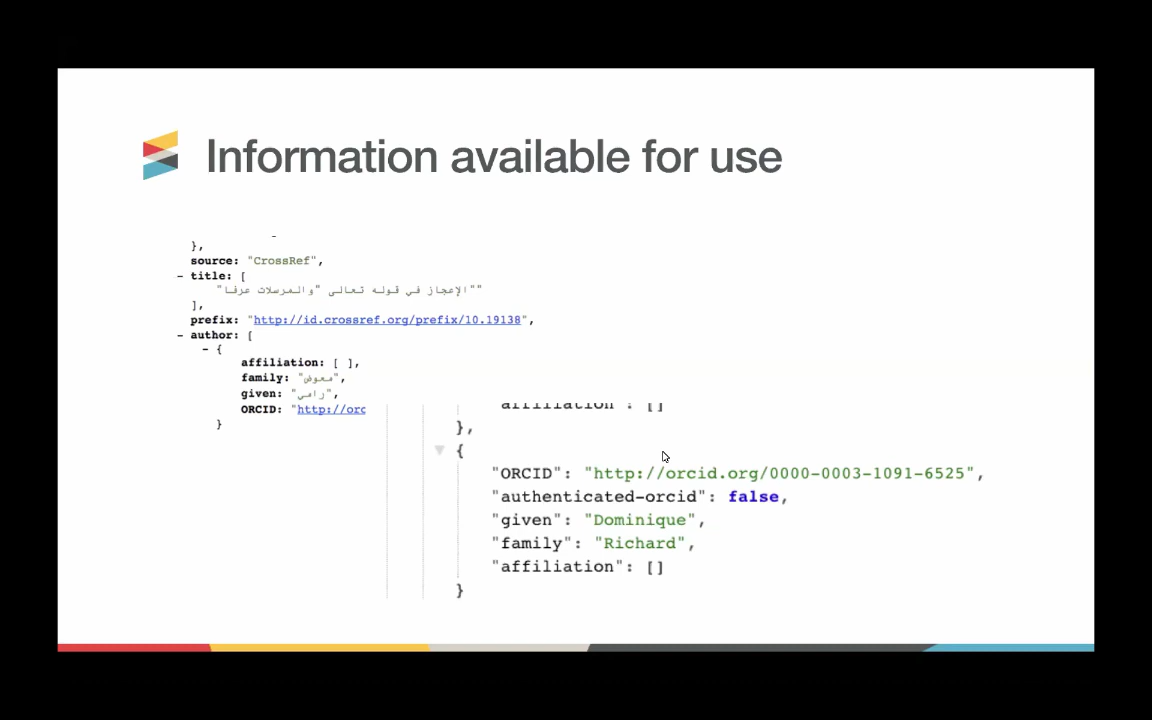 Information available for use
},
source: "CrossRef",
- title: [
"الإعجاز في قوله تعالى "والمرسلات عرفا""
],
prefix: "http://id.crossref.org/prefix/10.19138",
- author: [
- {
affiliation: [ ],
family: "معوض",
given: "رامي",
ORCID: "http://orc
}
affiliation : []
},
{
"ORCID": "http://orcid.org/0000-0003-1091-6525",
"authenticated-orcid": false,
"given": "Dominique",
"family": "Richard",
"affiliation": []
}